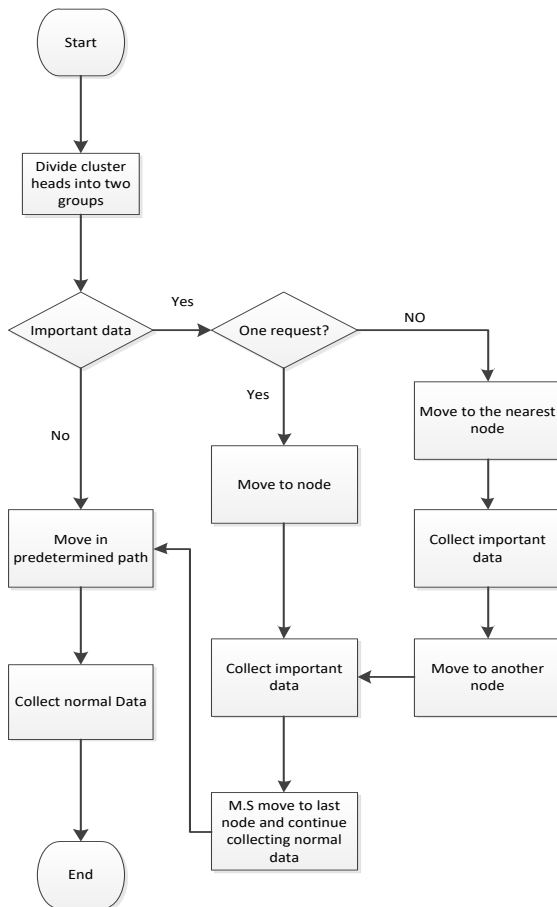 Start
Divide cluster
heads into two
groups
Important data
Yes
One request?
NO
No
Yes
Move to the nearest
node
Move to node
Move in
predetermined path
Collect important
data
Collect normal Data
Collect important
data
Move to another
node
M.S move to last
node and continue
collecting normal
data
End